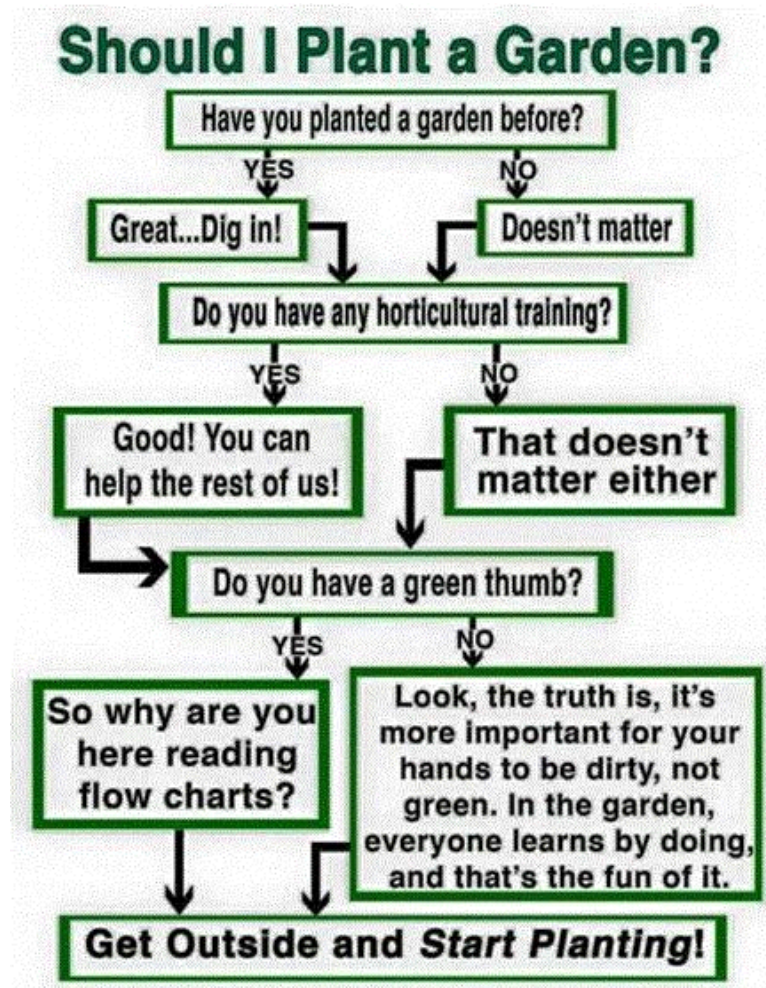 Should I Plant a Garden?
Have you planted a garden before?
YES
NO
Great...Dig in!
Doesn't matter
Do you have any horticultural training?
YES
NO
Good! You can
help the rest of us!
That doesn't
matter either
Do you have a green thumb?
YES
NO
So why are you
here reading
flow charts?
Look, the truth is, it's
more important for your
hands to be dirty, not
green. In the garden,
everyone learns by doing,
and that's the fun of it.
Get Outside and Start Planting!